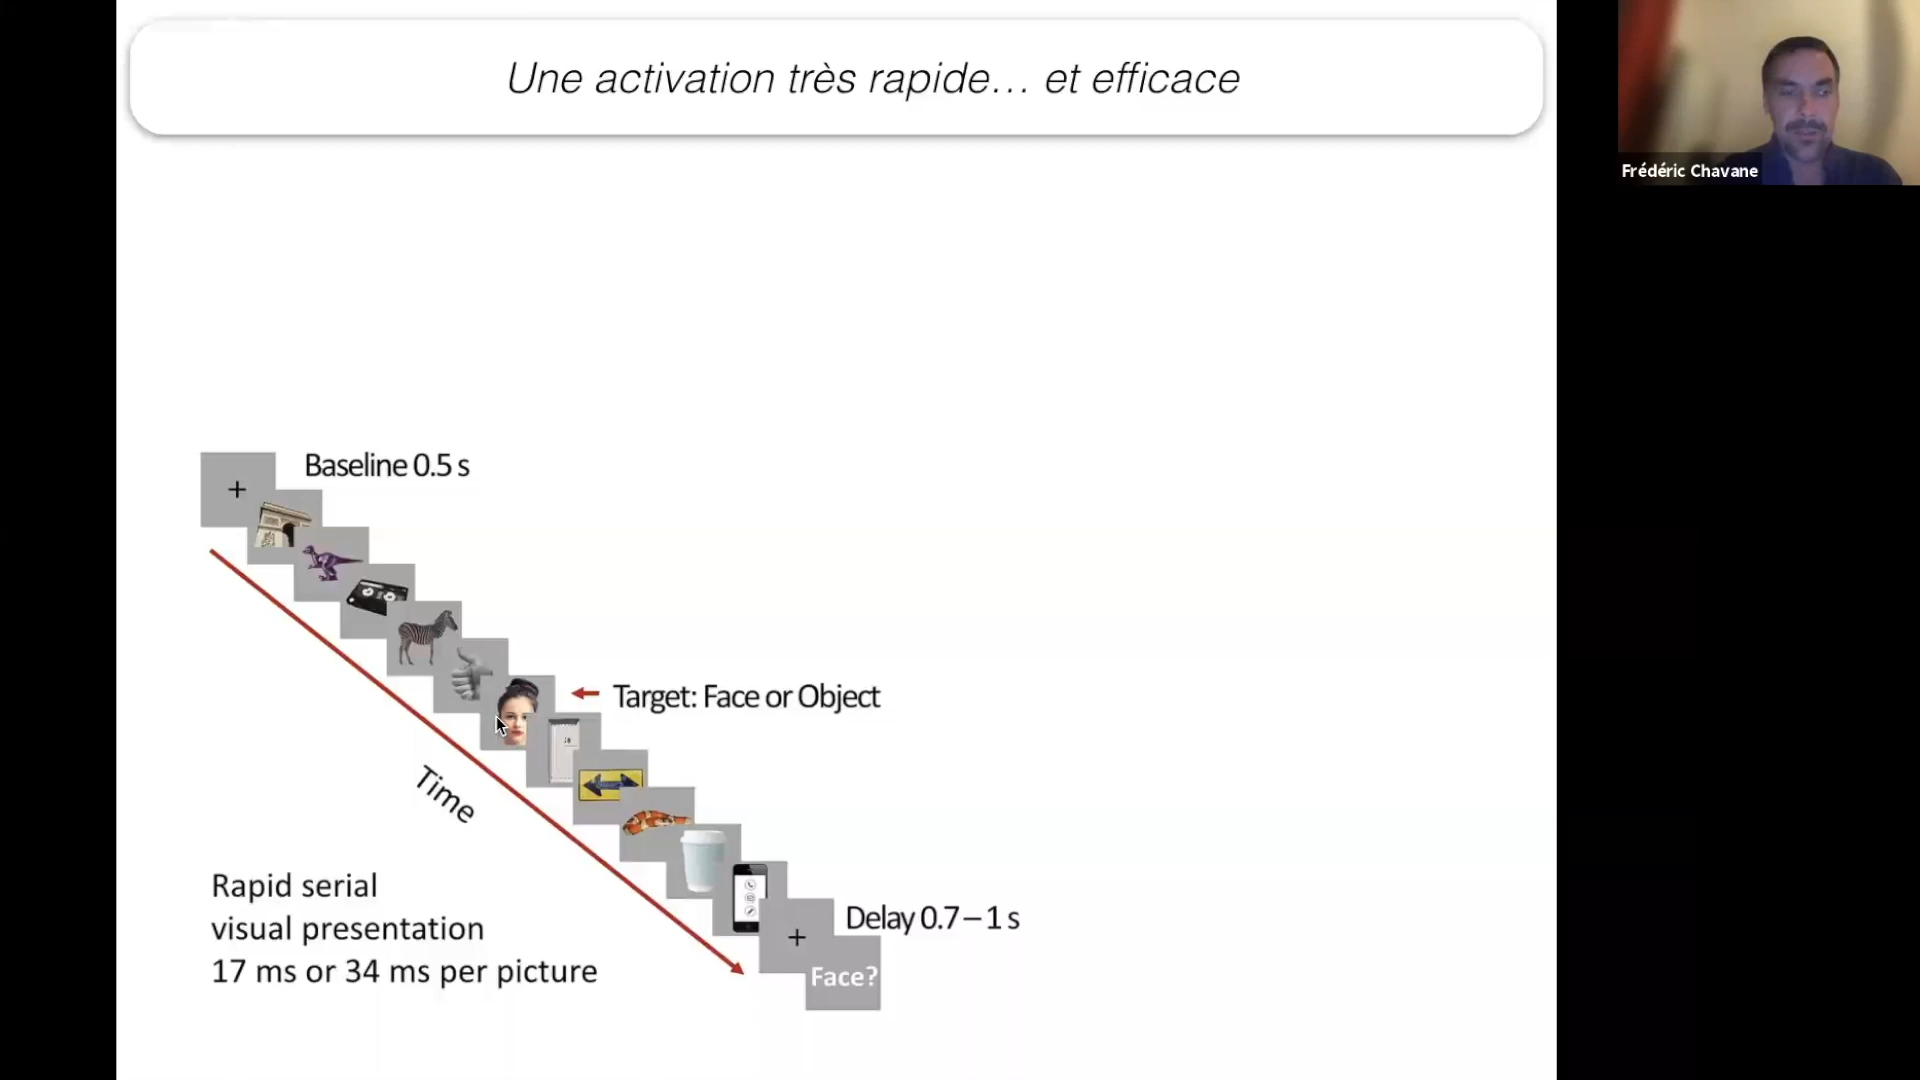 Une activation très rapide… et efficace
Frédéric Chavane
Baseline 0.5 s
Target: Face or Object
Time
Rapid serial
visual presentation
17 ms or 34 ms per picture
Delay 0.7 – 1 s
Face?